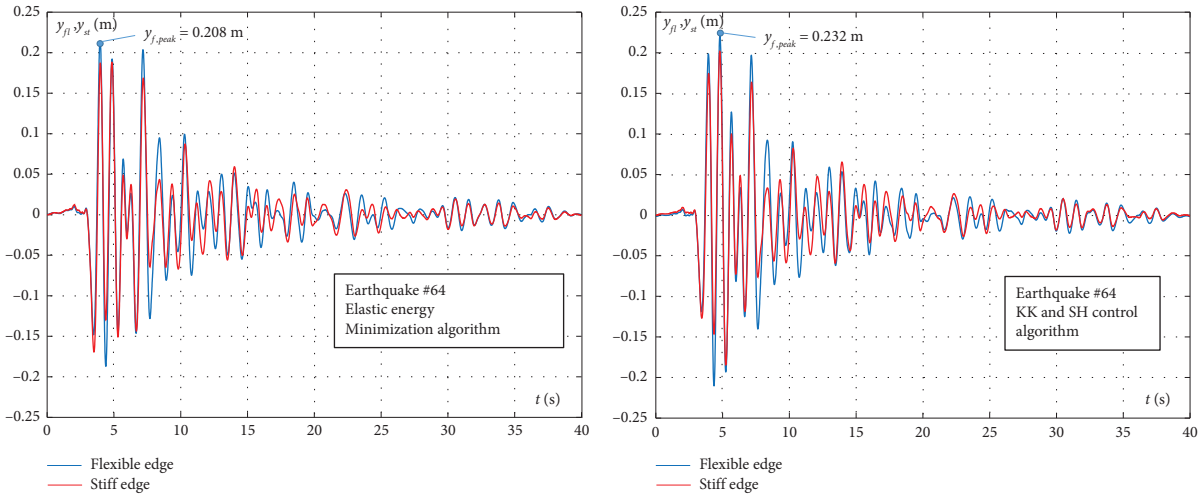 0.25
y_fl, y_st (m)
y_f,peak = 0.208 m
0.2
0.15
0.1
0.05
0
−0.05
−0.1
−0.15
−0.2
−0.25
Earthquake #64
Elastic energy
Minimization algorithm
t (s)
0 5 10 15 20 25 30 35 40
Flexible edge
Stiff edge
0.25
y_fl, y_st (m)
y_f,peak = 0.232 m
0.2
0.15
0.1
0.05
0
−0.05
−0.1
−0.15
−0.2
−0.25
Earthquake #64
KK and SH control
algorithm
t (s)
0 5 10 15 20 25 30 35 40
Flexible edge
Stiff edge